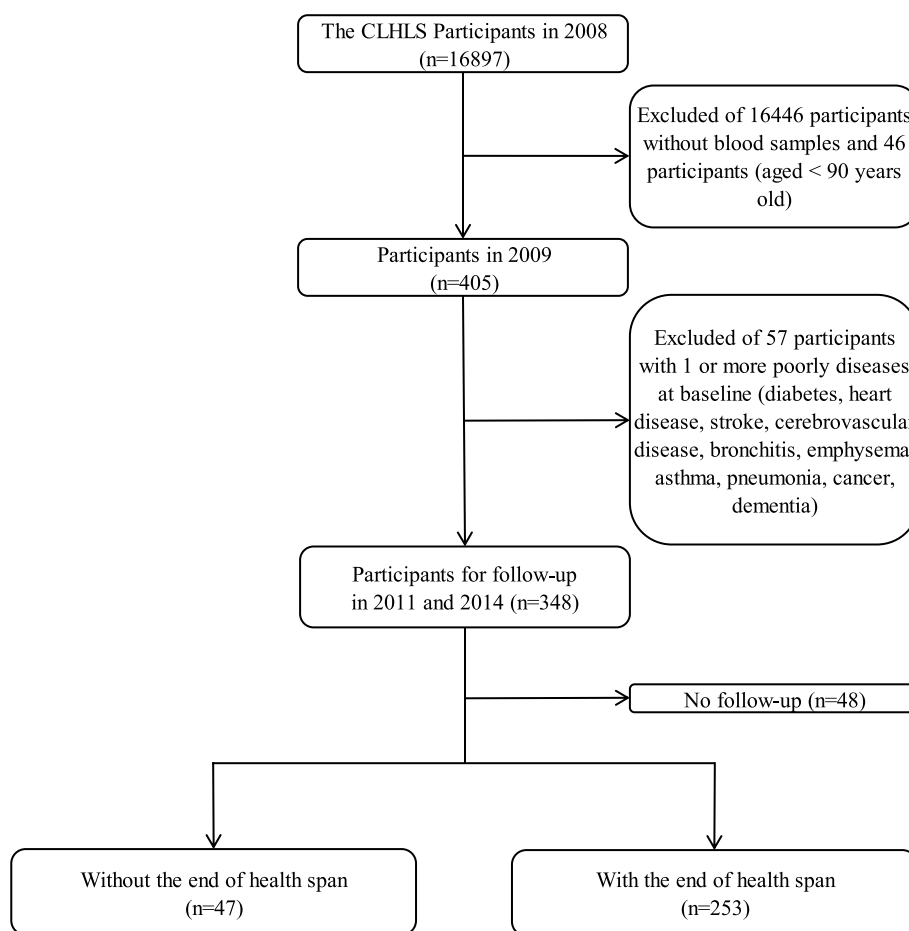 The CLHLS Participants in 2008
(n=16897)
Excluded of 16446 participants
without blood samples and 46
participants (aged < 90 years
old)
Participants in 2009
(n=405)
Excluded of 57 participants
with 1 or more poorly diseases
at baseline (diabetes, heart
disease, stroke, cerebrovascular
disease, bronchitis, emphysema,
asthma, pneumonia, cancer,
dementia)
Participants for follow-up
in 2011 and 2014 (n=348)
No follow-up (n=48)
Without the end of health span
(n=47)
With the end of health span
(n=253)